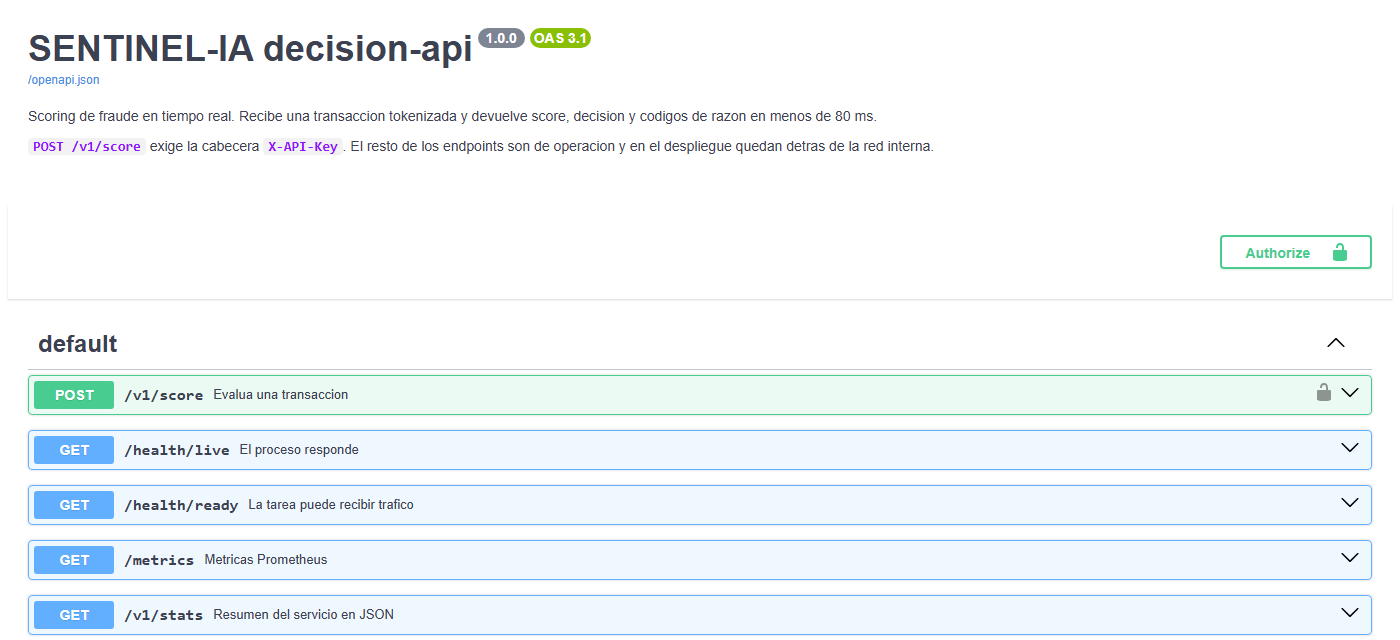 SENTINEL-IA decision-api 1.0.0 OAS 3.1
/openapi.json
Scoring de fraude en tiempo real. Recibe una transaccion tokenizada y devuelve score, decision y codigos de razon en menos de 80 ms.
POST /v1/score exige la cabecera X-API-Key. El resto de los endpoints son de operacion y en el despliegue quedan detras de la red interna.
Authorize
default
POST /v1/score Evalua una transaccion
GET /health/live El proceso responde
GET /health/ready La tarea puede recibir trafico
GET /metrics Metricas Prometheus
GET /v1/stats Resumen del servicio en JSON